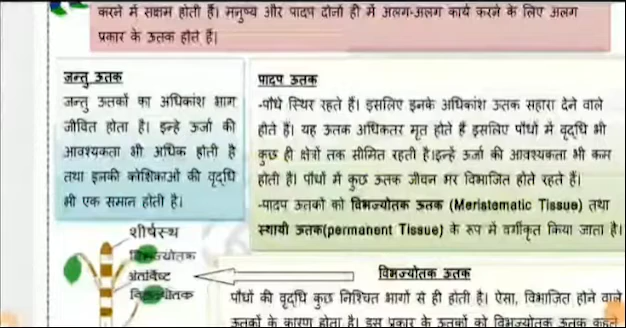 करने में सक्षम होती हैं। मनुष्य और पादप दोनों ही में अलग-अलग कार्य करने के लिए अलग
प्रकार के ऊतक होते हैं।
जन्तु ऊतक
जन्तु ऊतकों का अधिकांश भाग
जीवित होता है। इन्हे ऊर्जा की
आवश्यकता भी अधिक होती है
तथा इनकी कोशिकाओं की वृद्धि
भी एक समान होती है।
पादप ऊतक
-पौधे स्थिर रहते हैं। इसलिए इनके अधिकांश ऊतक सहारा देने वाले
होते हैं। यह ऊतक अधिकतर मृत होते हैं इसलिए पौधों में वृद्धि भी
कुछ ही क्षेत्रों तक सीमित रहती है।इन्हें ऊर्जा की आवश्यकता भी कम
होती है। पौधों में कुछ ऊतक जीवन भर विभाजित होते रहते हैं।
-पादप ऊतकों को विभज्योतक ऊतक (Meristematic Tissue) तथा
स्थायी ऊतक(permanent Tissue) के रूप में वर्गीकृत किया जाता है।
शीर्षस्थ
विभज्योतक
अंतर्विष्ट
विभज्योतक
विभज्योतक ऊतक
पौधों की वृद्धि कुछ निश्चित भागों से ही होती है। ऐसा, विभाजित होने वाले
ऊतकों के कारण होता है। इस प्रकार के ऊतकों को विभज्योतक ऊतक कहते